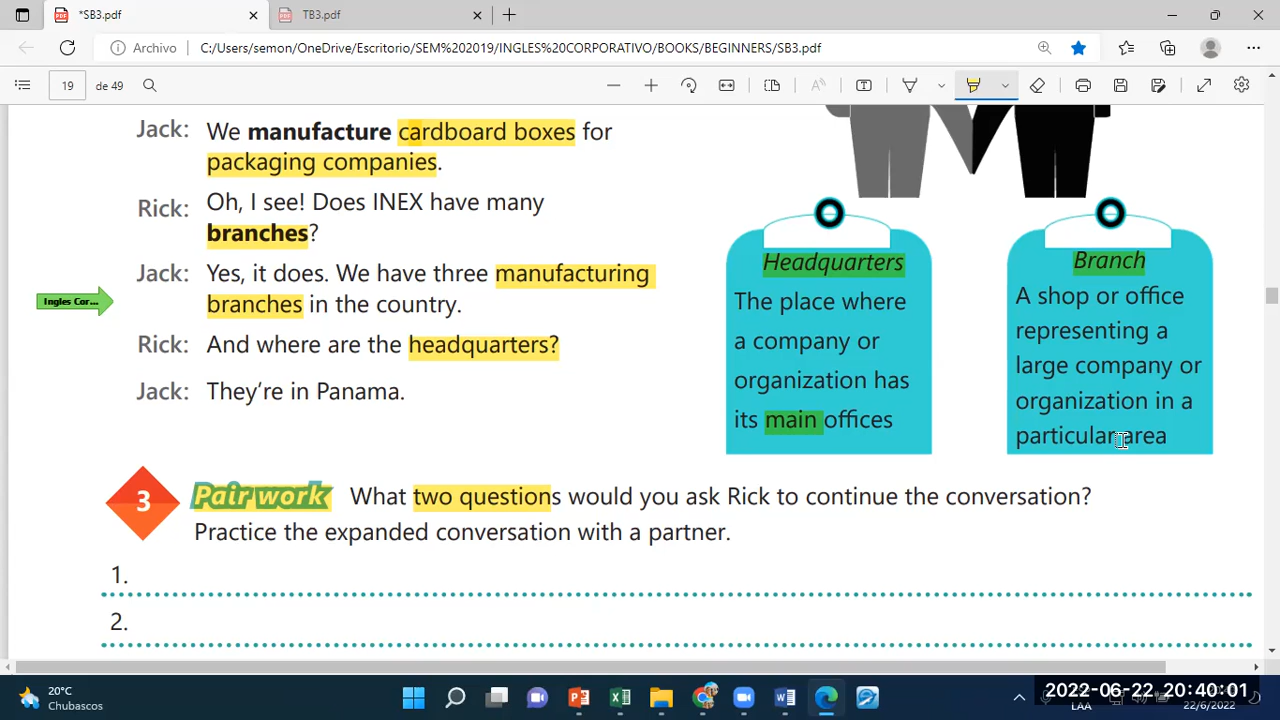 *SB3.pdf
TB3.pdf
Archivo
C:/Users/semon/OneDrive/Escritorio/SEM%202019/INGLES%20CORPORATIVO/BOOKS/BEGINNERS/SB3.pdf
19 de 49
Jack: We manufacture cardboard boxes for
packaging companies.
Rick: Oh, I see! Does INEX have many
branches?
Jack: Yes, it does. We have three manufacturing
branches in the country.
Ingles Cor...
Rick: And where are the headquarters?
Jack: They're in Panama.
Headquarters
The place where
a company or
organization has
its main offices
Branch
A shop or office
representing a
large company or
organization in a
particular area
3 Pair work What two questions would you ask Rick to continue the conversation?
Practice the expanded conversation with a partner.
1.
2.
20°C
Chubascos
LAA
2022-06-22 20:40:01
22/6/2022